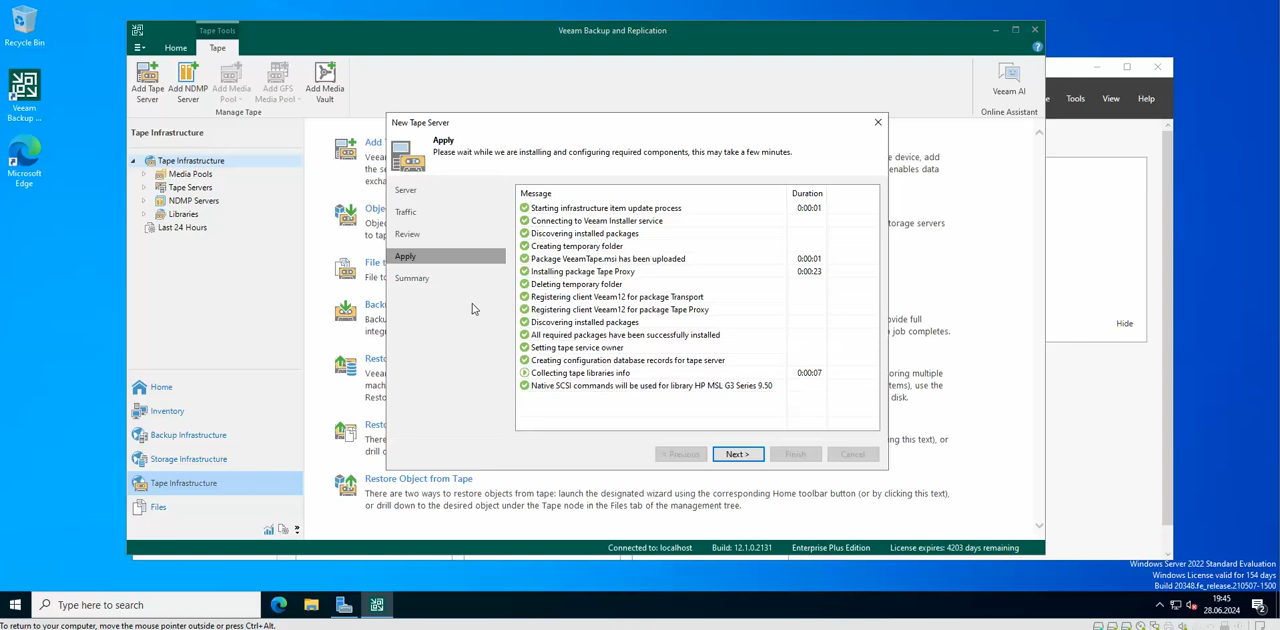 Recycle Bin
Veeam
Backup ...
Microsoft
Edge
Tape Tools
Veeam Backup and Replication
Home
Tape
Tools
View
Help
Add Tape
Server
Add NDMP
Server
Add Media
Pool
Add GFS
Media Pool
Add Media
Vault
Manage Tape
Veeam AI
Online Assistant
Tape Infrastructure
Tape Infrastructure
Media Pools
Tape Servers
NDMP Servers
Libraries
Last 24 Hours
New Tape Server
Apply
Please wait while we are installing and configuring required components, this may take a few minutes.
Server
Traffic
Review
Apply
Summary
Message Duration
Starting infrastructure item update process 0:00:01
Connecting to Veeam Installer service
Discovering installed packages
Creating temporary folder
Package VeeamTape.msi has been uploaded 0:00:01
Installing package Tape Proxy 0:00:23
Deleting temporary folder
Registering client Veeam12 for package Transport
Registering client Veeam12 for package Tape Proxy
Discovering installed packages
All required packages have been successfully installed
Setting tape service owner
Creating configuration database records for tape server
Collecting tape libraries info 0:00:07
Native SCSI commands will be used for library HP MSL G3 Series 9.50
< Previous
Next >
Finish
Cancel
Add
e device, add
enables data
torage servers
File t
vide full
job completes.
Hide
oring multiple
tems), use the
disk.
There
drill o
ing this text), or
Restore Object from Tape
There are two ways to restore objects from tape: launch the designated wizard using the corresponding Home toolbar button (or by clicking this text),
or drill down to the desired object under the Tape node in the Files tab of the management tree.
Home
Inventory
Backup Infrastructure
Storage Infrastructure
Tape Infrastructure
Files
Connected to: localhost
Build: 12.1.0.2131
Enterprise Plus Edition
License expires: 4203 days remaining
Windows Server 2022 Standard Evaluation
Windows License valid for 154 days
Build 20348.fe_release.210507-1500
Type here to search
19:45
28.06.2024
2
To return to your computer, move the mouse pointer outside or press Ctrl+Alt.